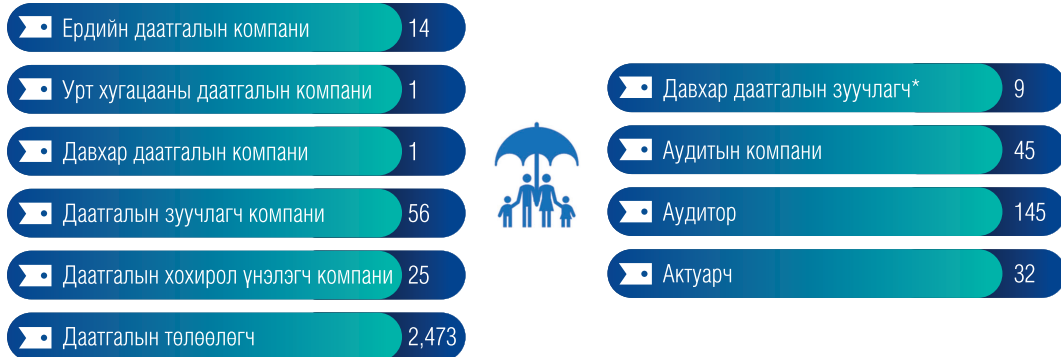 Ердийн даатгалын компани 14
Урт хугацааны даатгалын компани 1
Давхар даатгалын компани 1
Даатгалын зуучлагч компани 56
Даатгалын хохирол үнэлэгч компани 25
Даатгалын төлөөлөгч 2,473
Давхар даатгалын зуучлагч* 9
Аудитын компани 45
Аудитор 145
Актуарч 32